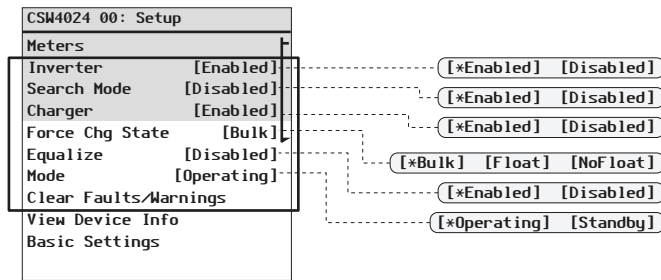 CSW4024 00: Setup
Meters
Inverter [Enabled]
[*Enabled] [Disabled]
Search Mode [Disabled]
[*Enabled] [Disabled]
Charger [Enabled]
[*Enabled] [Disabled]
Force Chg State [Bulk]
[*Bulk] [Float] [NoFloat]
Equalize [Disabled]
[*Enabled] [Disabled]
Mode [Operating]
[*Operating] [Standby]
Clear Faults/Warnings
View Device Info
Basic Settings